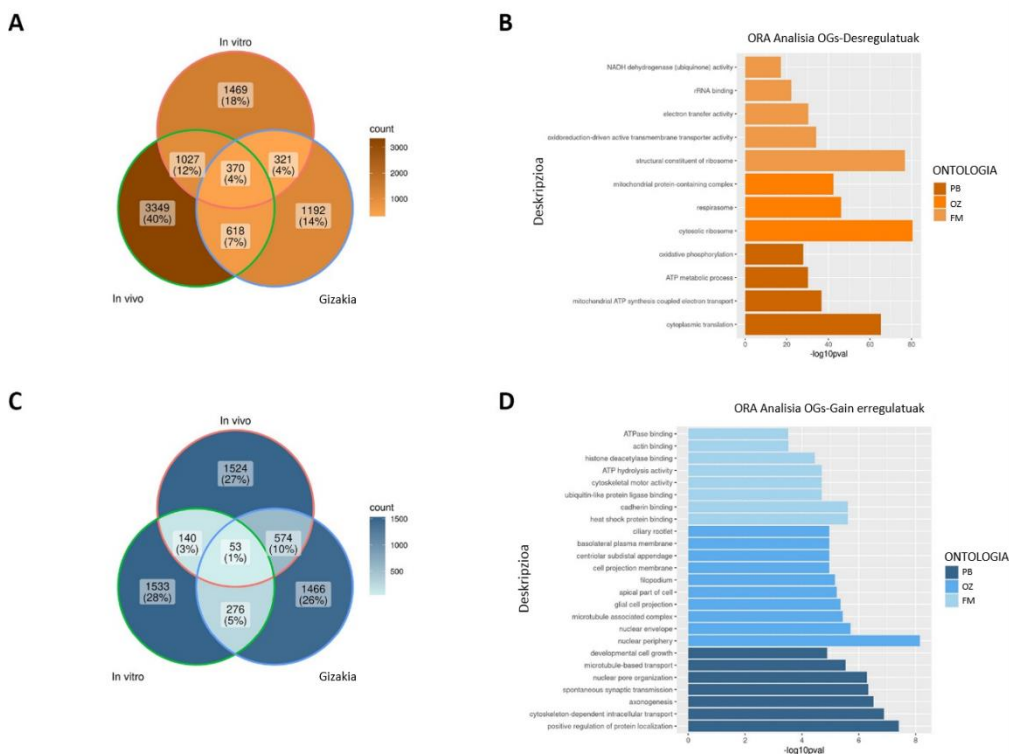 A
In vitro
1469
(18%)
1027
(12%)
370
(4%)
321
(4%)
3349
(40%)
618
(7%)
1192
(14%)
In vivo
Gizakia
count
3000
2000
1000
B
ORA Analisia OGs-Desregulatuak
Deskripzioa
NADH dehydrogenase (ubiquinone) activity
rRNA binding
electron transfer activity
oxidoreduction-driven active transmembrane transporter activity
structural constituent of ribosome
mitochondrial protein-containing complex
respirasome
cytosolic ribosome
oxidative phosphorylation
ATP metabolic process
mitochondrial ATP synthesis coupled electron transport
cytoplasmic translation
0 20 40 60 80
-log10pval
ONTOLOGIA
PB
OZ
FM
C
In vivo
1524
(27%)
140
(3%)
53
(1%)
574
(10%)
1533
(28%)
276
(5%)
1466
(26%)
In vitro
Gizakia
count
1500
1000
500
D
ORA Analisia OGs-Gain erregulatuak
Deskripzioa
ATPase binding
actin binding
histone deacetylase binding
ATP hydrolysis activity
cytoskeletal motor activity
ubiquitin-like protein ligase binding
cadherin binding
heat shock protein binding
ciliary rootlet
basolateral plasma membrane
centriolar subdistal appendage
cell projection membrane
filopodium
apical part of cell
glial cell projection
microtubule associated complex
nuclear envelope
nuclear periphery
developmental cell growth
microtubule-based transport
nuclear pore organization
spontaneous synaptic transmission
axonogenesis
cytoskeleton-dependent intracellular transport
positive regulation of protein localization
0 2 4 6 8
-log10pval
ONTOLOGIA
PB
OZ
FM